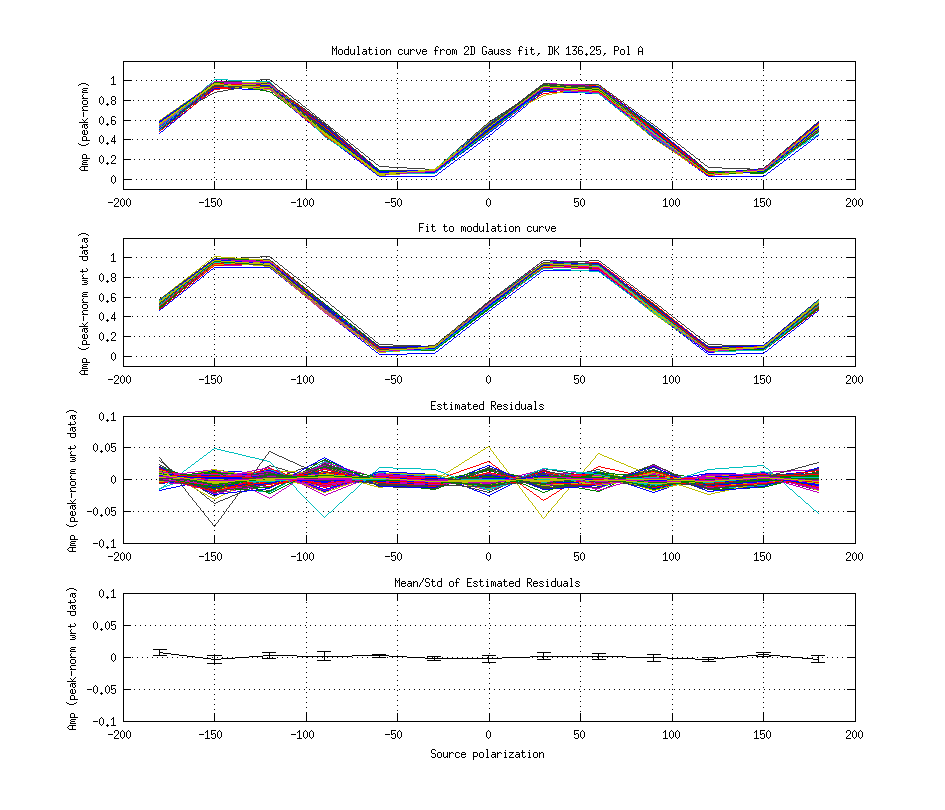 Modulation curve from 2D Gauss fit, DK 136.25, Pol A
Amp (peak-norm)
1
0.8
0.6
0.4
0.2
0
-200 -150 -100 -50 0 50 100 150 200
Fit to modulation curve
Amp (peak-norm wrt data)
1
0.8
0.6
0.4
0.2
0
-200 -150 -100 -50 0 50 100 150 200
Estimated Residuals
Amp (peak-norm wrt data)
0.1
0.05
0
-0.05
-0.1
-200 -150 -100 -50 0 50 100 150 200
Mean/Std of Estimated Residuals
Amp (peak-norm wrt data)
0.1
0.05
0
-0.05
-0.1
-200 -150 -100 -50 0 50 100 150 200
Source polarization